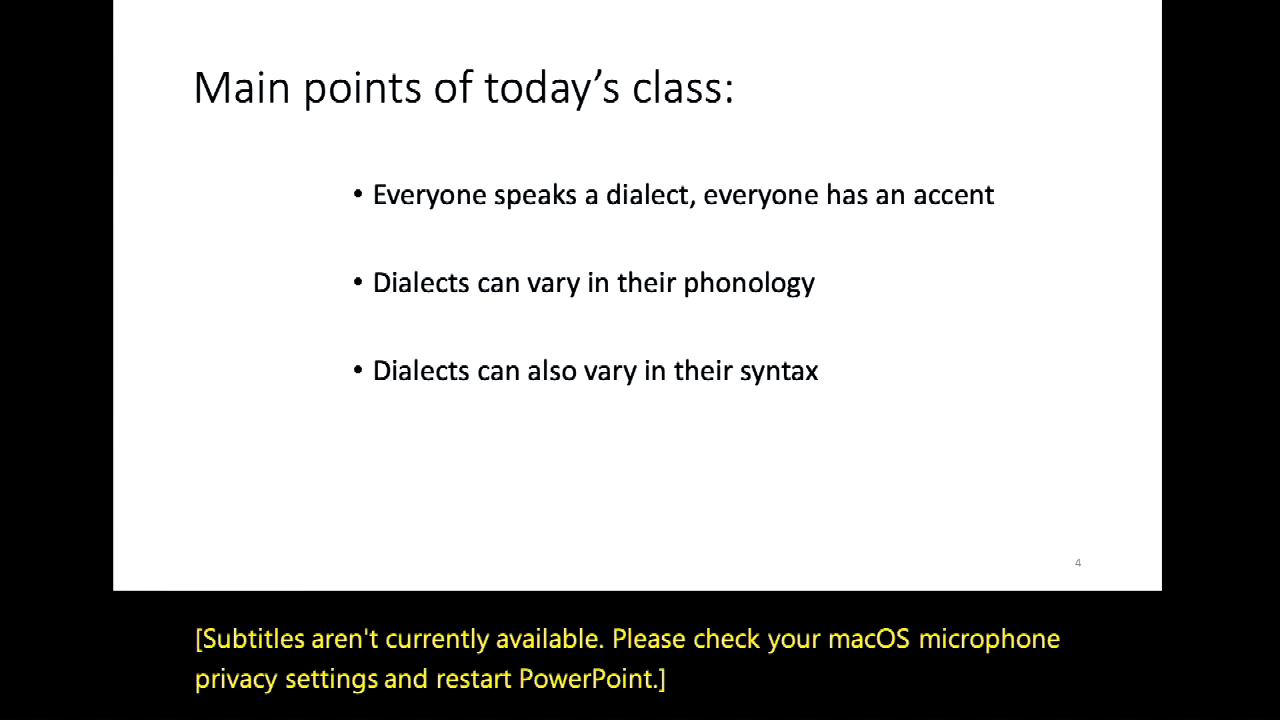 Main points of today’s class:
• Everyone speaks a dialect, everyone has an accent
• Dialects can vary in their phonology
• Dialects can also vary in their syntax
4
[Subtitles aren't currently available. Please check your macOS microphone
privacy settings and restart PowerPoint.]